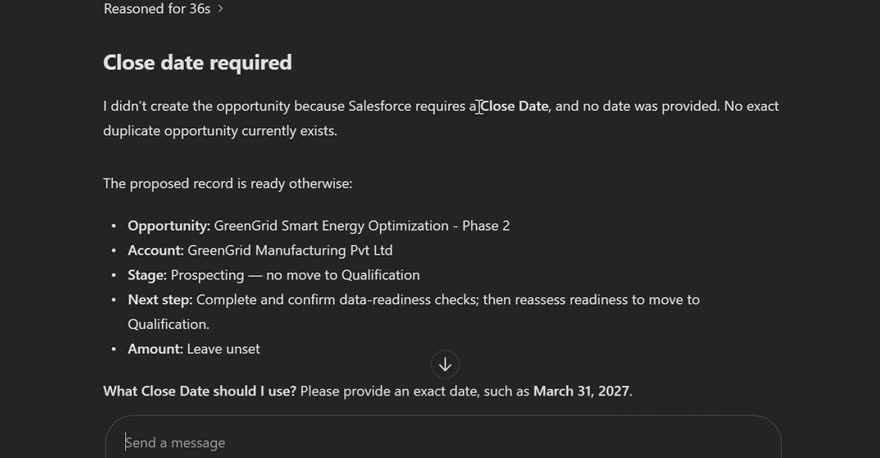 Reasoned for 36s
Close date required
I didn’t create the opportunity because Salesforce requires a Close Date, and no date was provided. No exact
duplicate opportunity currently exists.
The proposed record is ready otherwise:
• Opportunity: GreenGrid Smart Energy Optimization - Phase 2
• Account: GreenGrid Manufacturing Pvt Ltd
• Stage: Prospecting — no move to Qualification
• Next step: Complete and confirm data-readiness checks; then reassess readiness to move to
Qualification.
• Amount: Leave unset
What Close Date should I use? Please provide an exact date, such as March 31, 2027.
Send a message